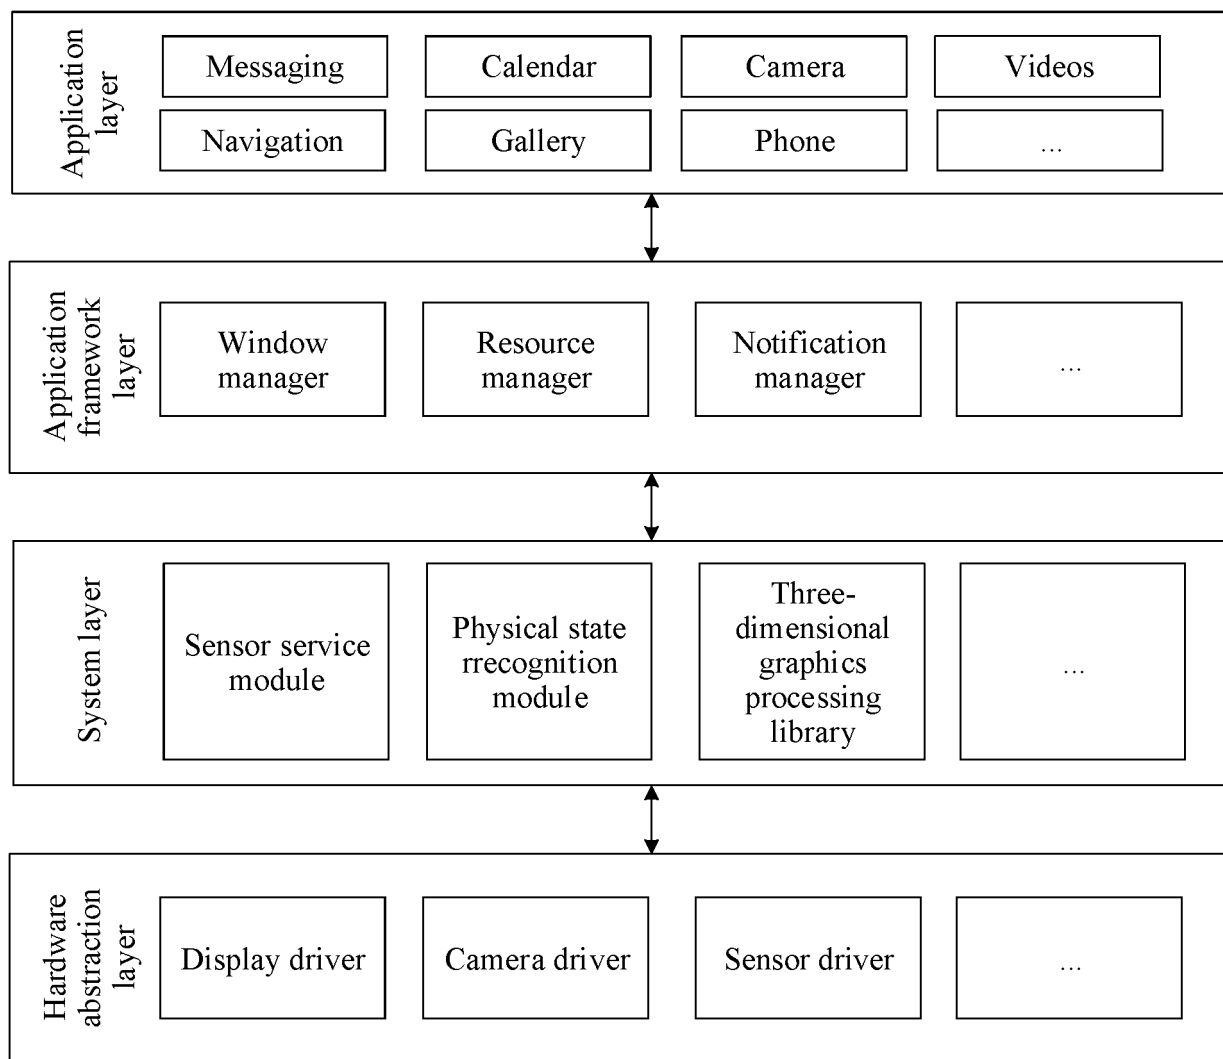 Application
layer
Messaging
Calendar
Camera
Videos
Navigation
Gallery
Phone
...
Application
framework
layer
Window
manager
Resource
manager
Notification
manager
...
System layer
Sensor service
module
Physical state
rrecognition
module
Three-
dimensional
graphics
processing
library
...
Hardware
abstraction
layer
Display driver
Camera driver
Sensor driver
...